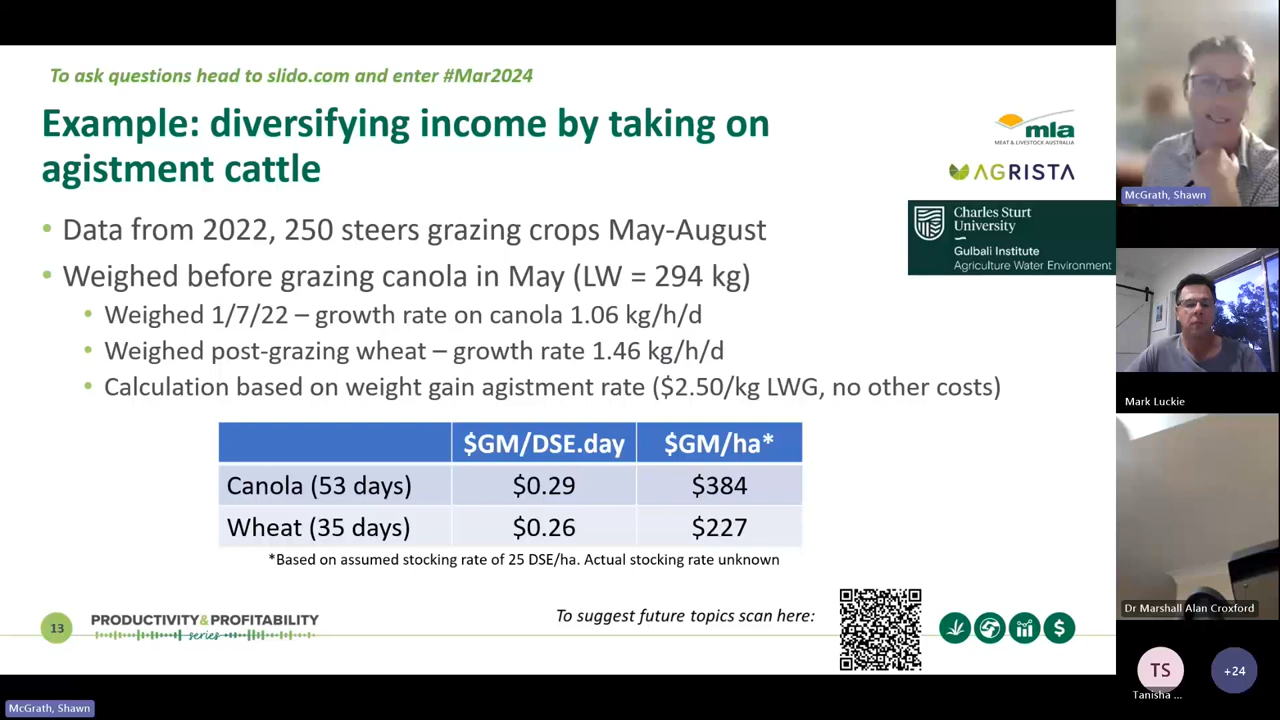 To ask questions head to slido.com and enter #Mar2024
Example: diversifying income by taking on
agistment cattle
mla
MEAT & LIVESTOCK AUSTRALIA
AGRISTA
Charles Sturt
University
Gulbali Institute
Agriculture Water Environment
• Data from 2022, 250 steers grazing crops May-August
• Weighed before grazing canola in May (LW = 294 kg)
• Weighed 1/7/22 – growth rate on canola 1.06 kg/h/d
• Weighed post-grazing wheat – growth rate 1.46 kg/h/d
• Calculation based on weight gain agistment rate ($2.50/kg LWG, no other costs)
$GM/DSE.day $GM/ha*
Canola (53 days) $0.29 $384
Wheat (35 days) $0.26 $227
*Based on assumed stocking rate of 25 DSE/ha. Actual stocking rate unknown
To suggest future topics scan here:
13
PRODUCTIVITY&PROFITABILITY
series
$
McGrath, Shawn
McGrath, Shawn
Mark Luckie
Dr Marshall Alan Croxford
TS
Tanisha ...
+24